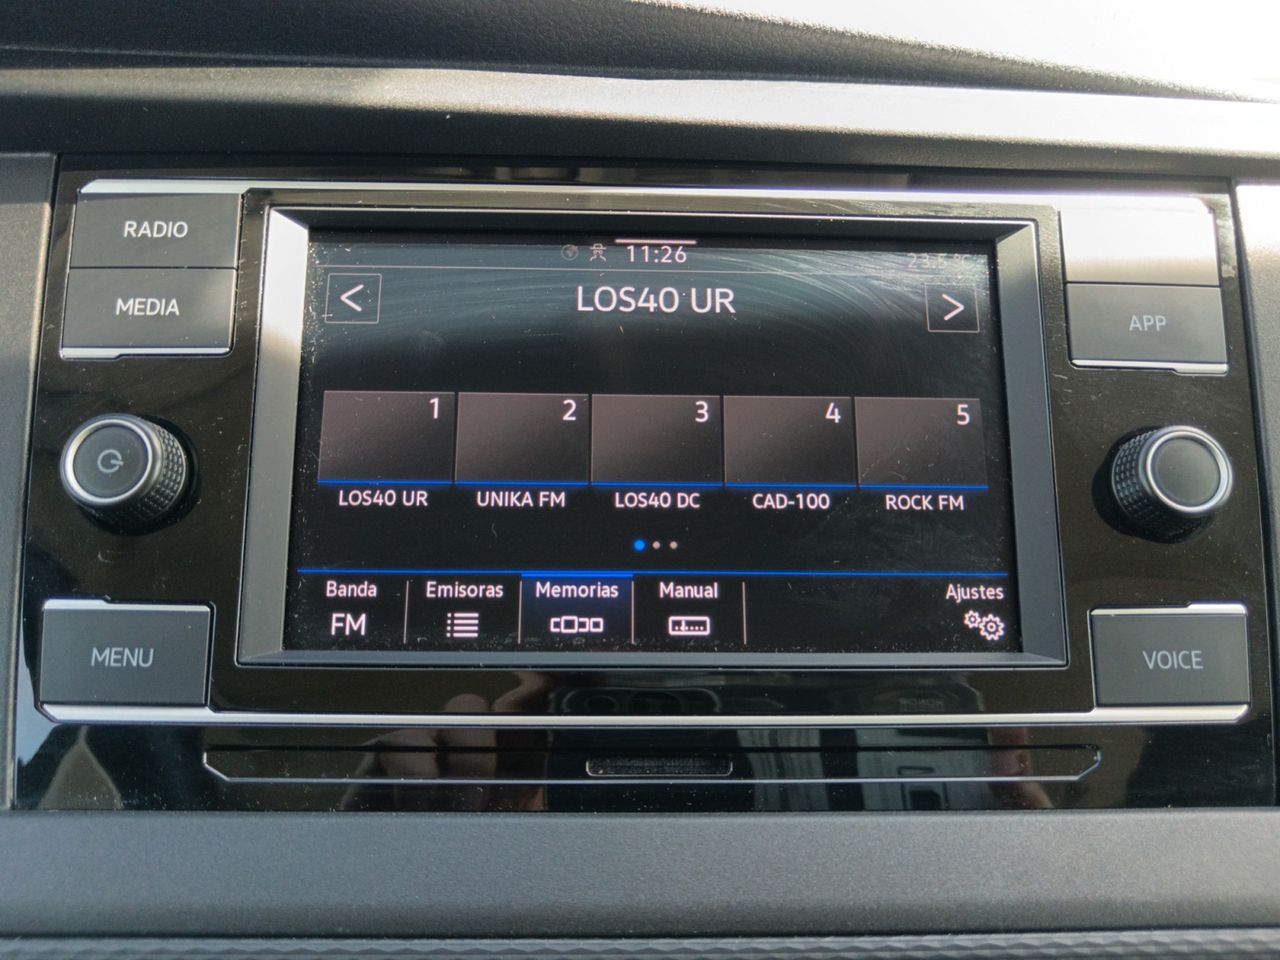 RADIO
MEDIA
MENU
APP
VOICE
11:26
<
LOS40 UR
>
1 2 3 4 5
LOS40 UR UNIKA FM LOS40 DC CAD-100 ROCK FM
Banda Emisoras Memorias Manual Ajustes
FM